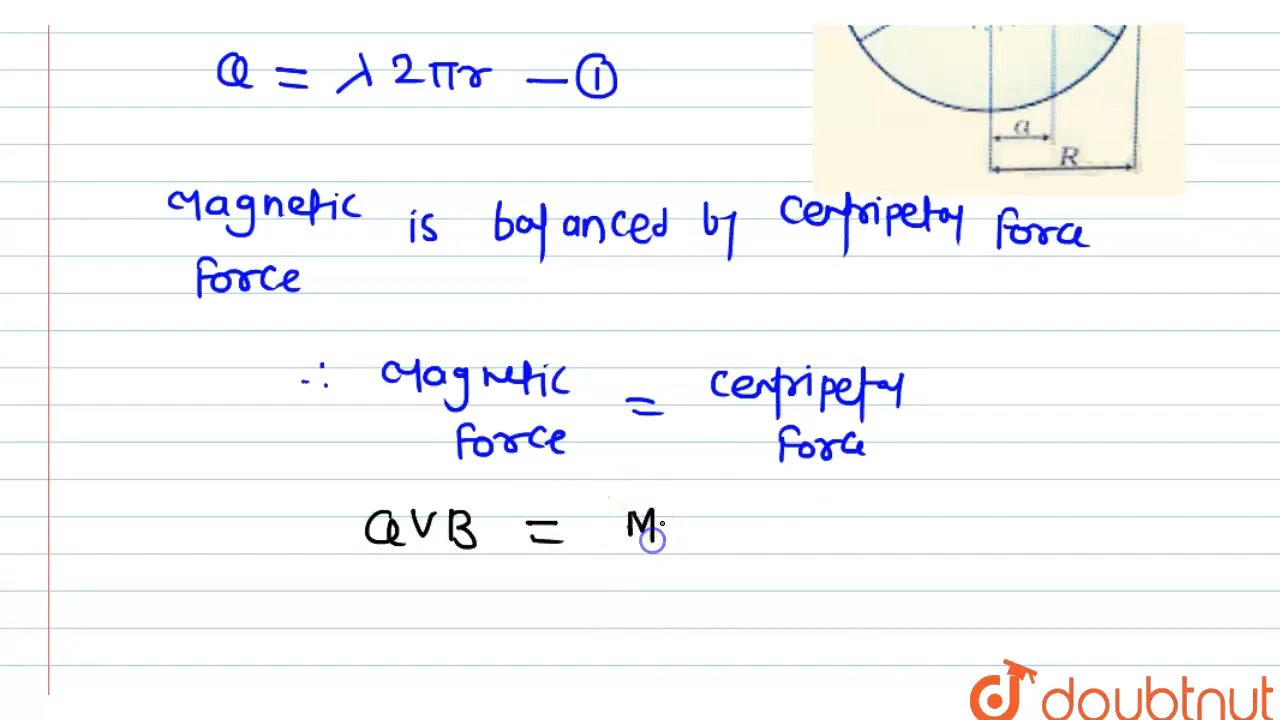 Q = λ 2πr — ①
a
R
Magnetic force is balanced by centripetal force
∴ Magnetic force = centripetal force
QVB = M
doubtnut